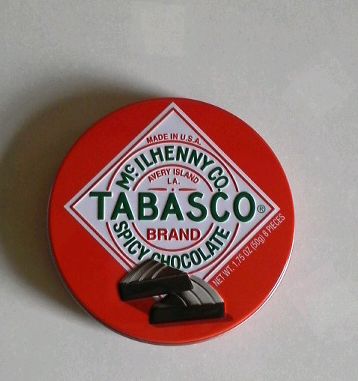 MADE IN U.S.A.
McILHENNY CO.
AVERY ISLAND
LA.
TABASCO®
BRAND
SPICY CHOCOLATE
NET WT. 1.75 OZ (50g) 8 PIECES